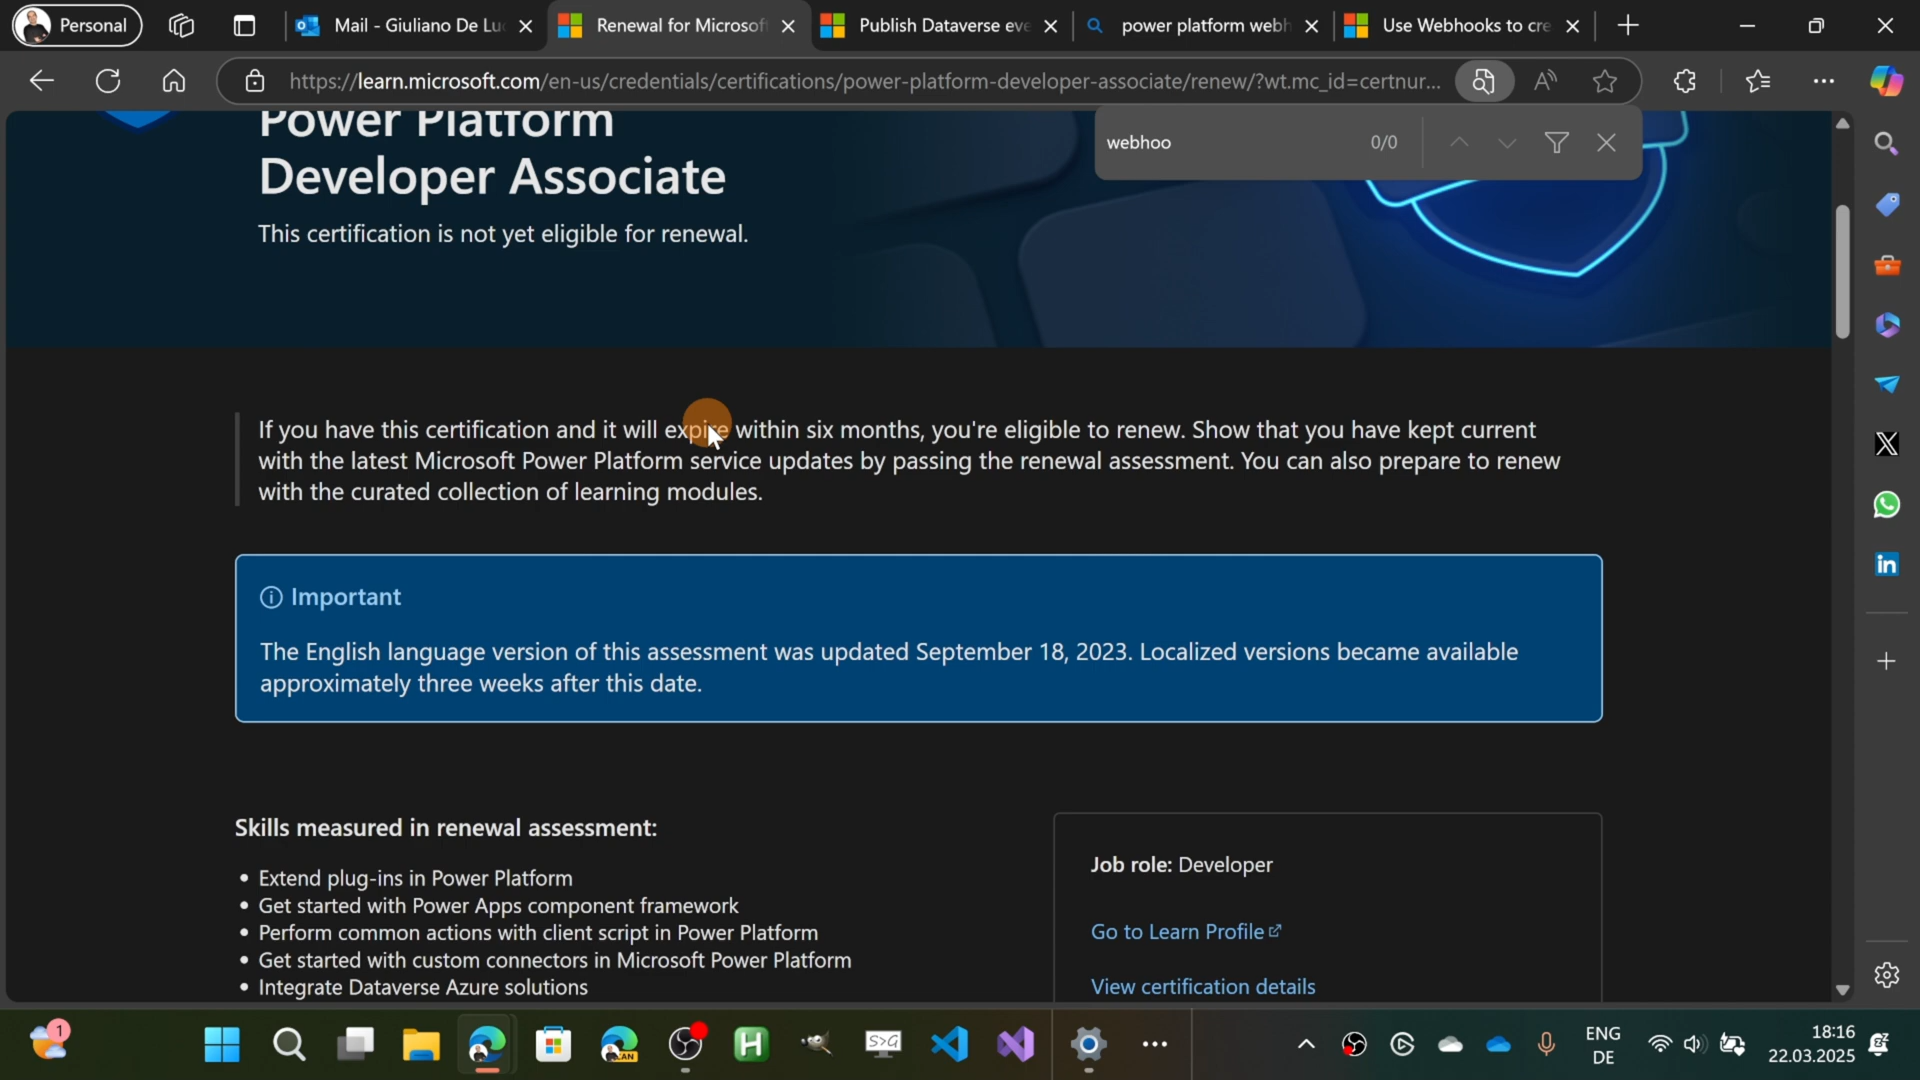 Personal
Mail - Giuliano De Luc
Renewal for Microsof
Publish Dataverse eve
power platform webh
Use Webhooks to cre
https://learn.microsoft.com/en-us/credentials/certifications/power-platform-developer-associate/renew/?wt.mc_id=certnur...
webhoo
0/0
Power Platform
Developer Associate
This certification is not yet eligible for renewal.
If you have this certification and it will expire within six months, you're eligible to renew. Show that you have kept current
with the latest Microsoft Power Platform service updates by passing the renewal assessment. You can also prepare to renew
with the curated collection of learning modules.
Important
The English language version of this assessment was updated September 18, 2023. Localized versions became available
approximately three weeks after this date.
Skills measured in renewal assessment:
• Extend plug-ins in Power Platform
• Get started with Power Apps component framework
• Perform common actions with client script in Power Platform
• Get started with custom connectors in Microsoft Power Platform
• Integrate Dataverse Azure solutions
Job role: Developer
Go to Learn Profile
View certification details
1
CAN
H
S>G
ENG
DE
18:16
22.03.2025